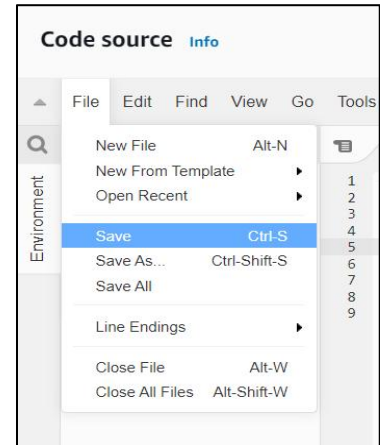 Code source Info
File Edit Find View Go Tools
New File Alt-N
New From Template
Open Recent
Save Ctrl-S
Save As... Ctrl-Shift-S
Save All
Line Endings
Close File Alt-W
Close All Files Alt-Shift-W
Environment
1
2
3
4
5
6
7
8
9